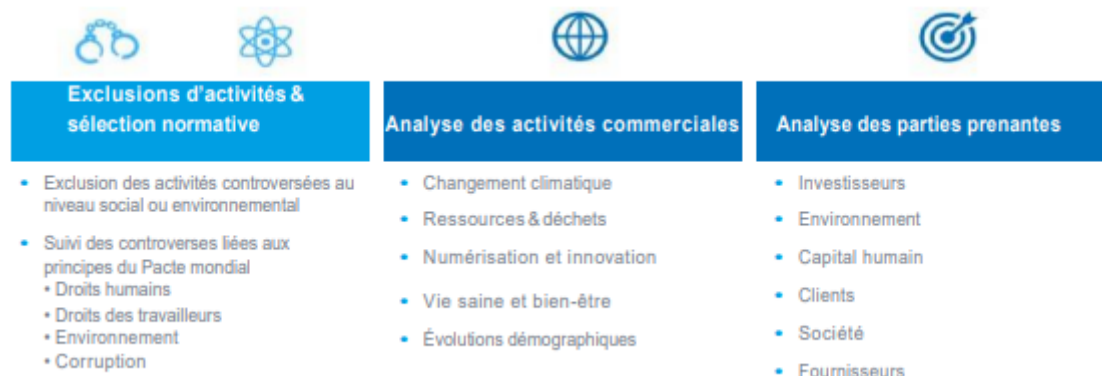 Exclusions d'activités &
sélection normative
• Exclusion des activités controversées au
niveau social ou environnemental
• Suivi des controverses liées aux
principes du Pacte mondial
• Droits humains
• Droits des travailleurs
• Environnement
• Corruption
Analyse des activités commerciales
• Changement climatique
• Ressources & déchets
• Numérisation et innovation
• Vie saine et bien-être
• Évolutions démographiques
Analyse des parties prenantes
• Investisseurs
• Environnement
• Capital humain
• Clients
• Société
• Fournisseurs